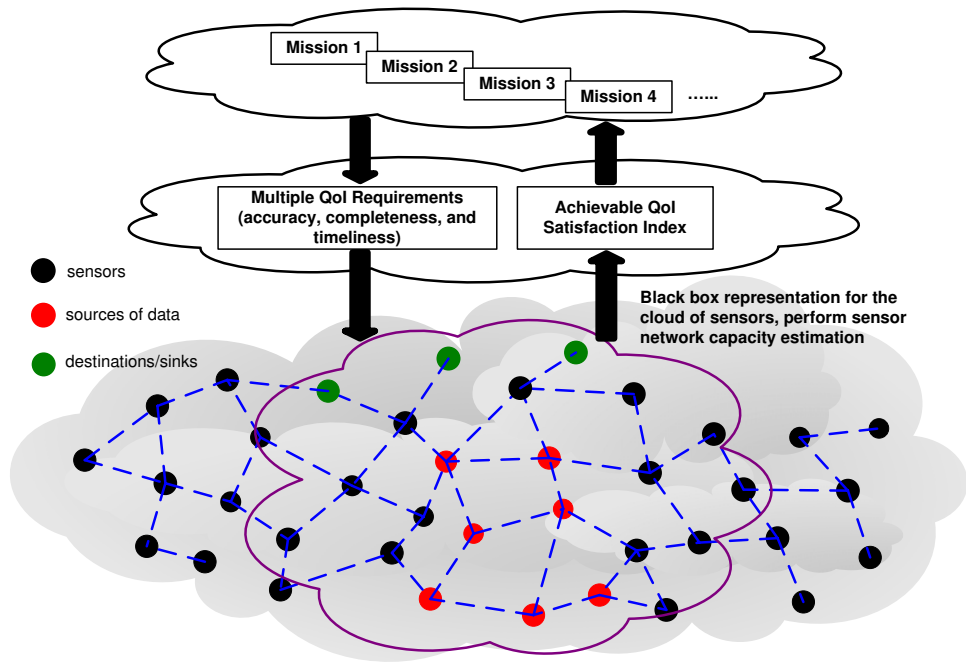 Mission 1
Mission 2
Mission 3
Mission 4
…...
Multiple QoI Requirements
(accuracy, completeness, and
timeliness)
Achievable QoI
Satisfaction Index
sensors
sources of data
destinations/sinks
Black box representation for the
cloud of sensors, perform sensor
network capacity estimation